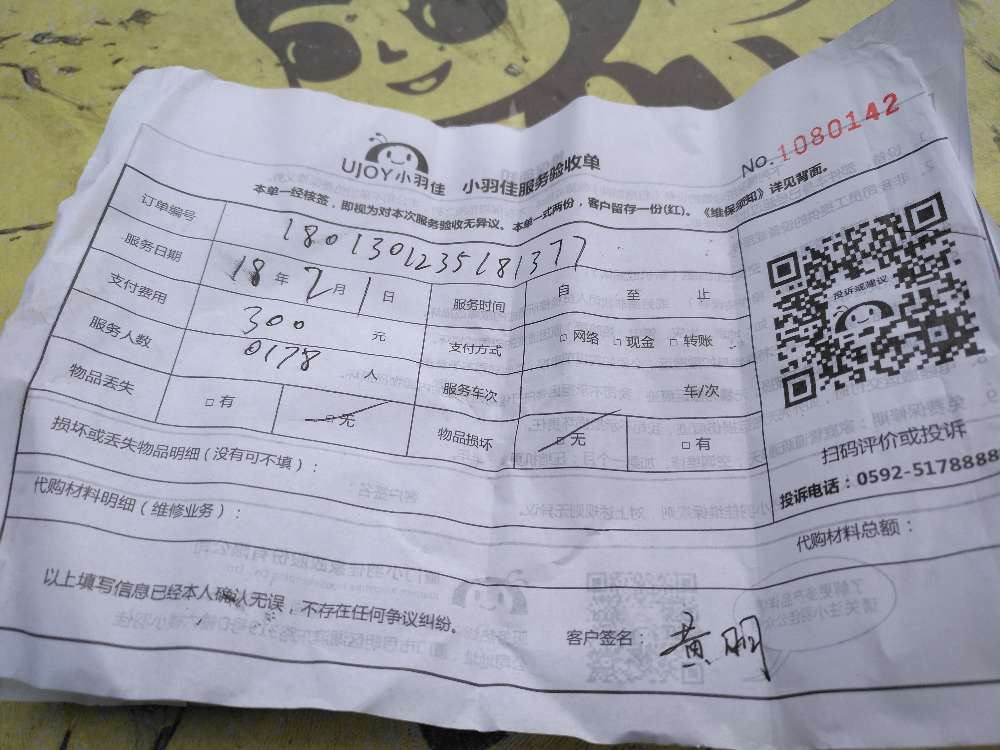 No. 1080142
UJOY小羽佳 小羽佳服务验收单
本单一经核签，即视为对本次服务验收无异议。本单一式两份，客户留存一份(红)。《维保须知》详见背面。
订单编号 1801301235181377
服务日期 18年2月1日 服务时间 自 至 止
支付费用 300 元 支付方式 □网络 □现金 □转账
服务人数 0178 人 服务车次 车/次
物品丢失 □有 □无 物品损坏 □无 □有
损坏或丢失物品明细(没有可不填)：
代购材料明细(维修业务)：
代购材料总额：
投诉或建议
扫码评价或投诉
投诉电话：0592-5178888
以上填写信息已经本人确认无误，不存在任何争议纠纷。
客户签名：黄明